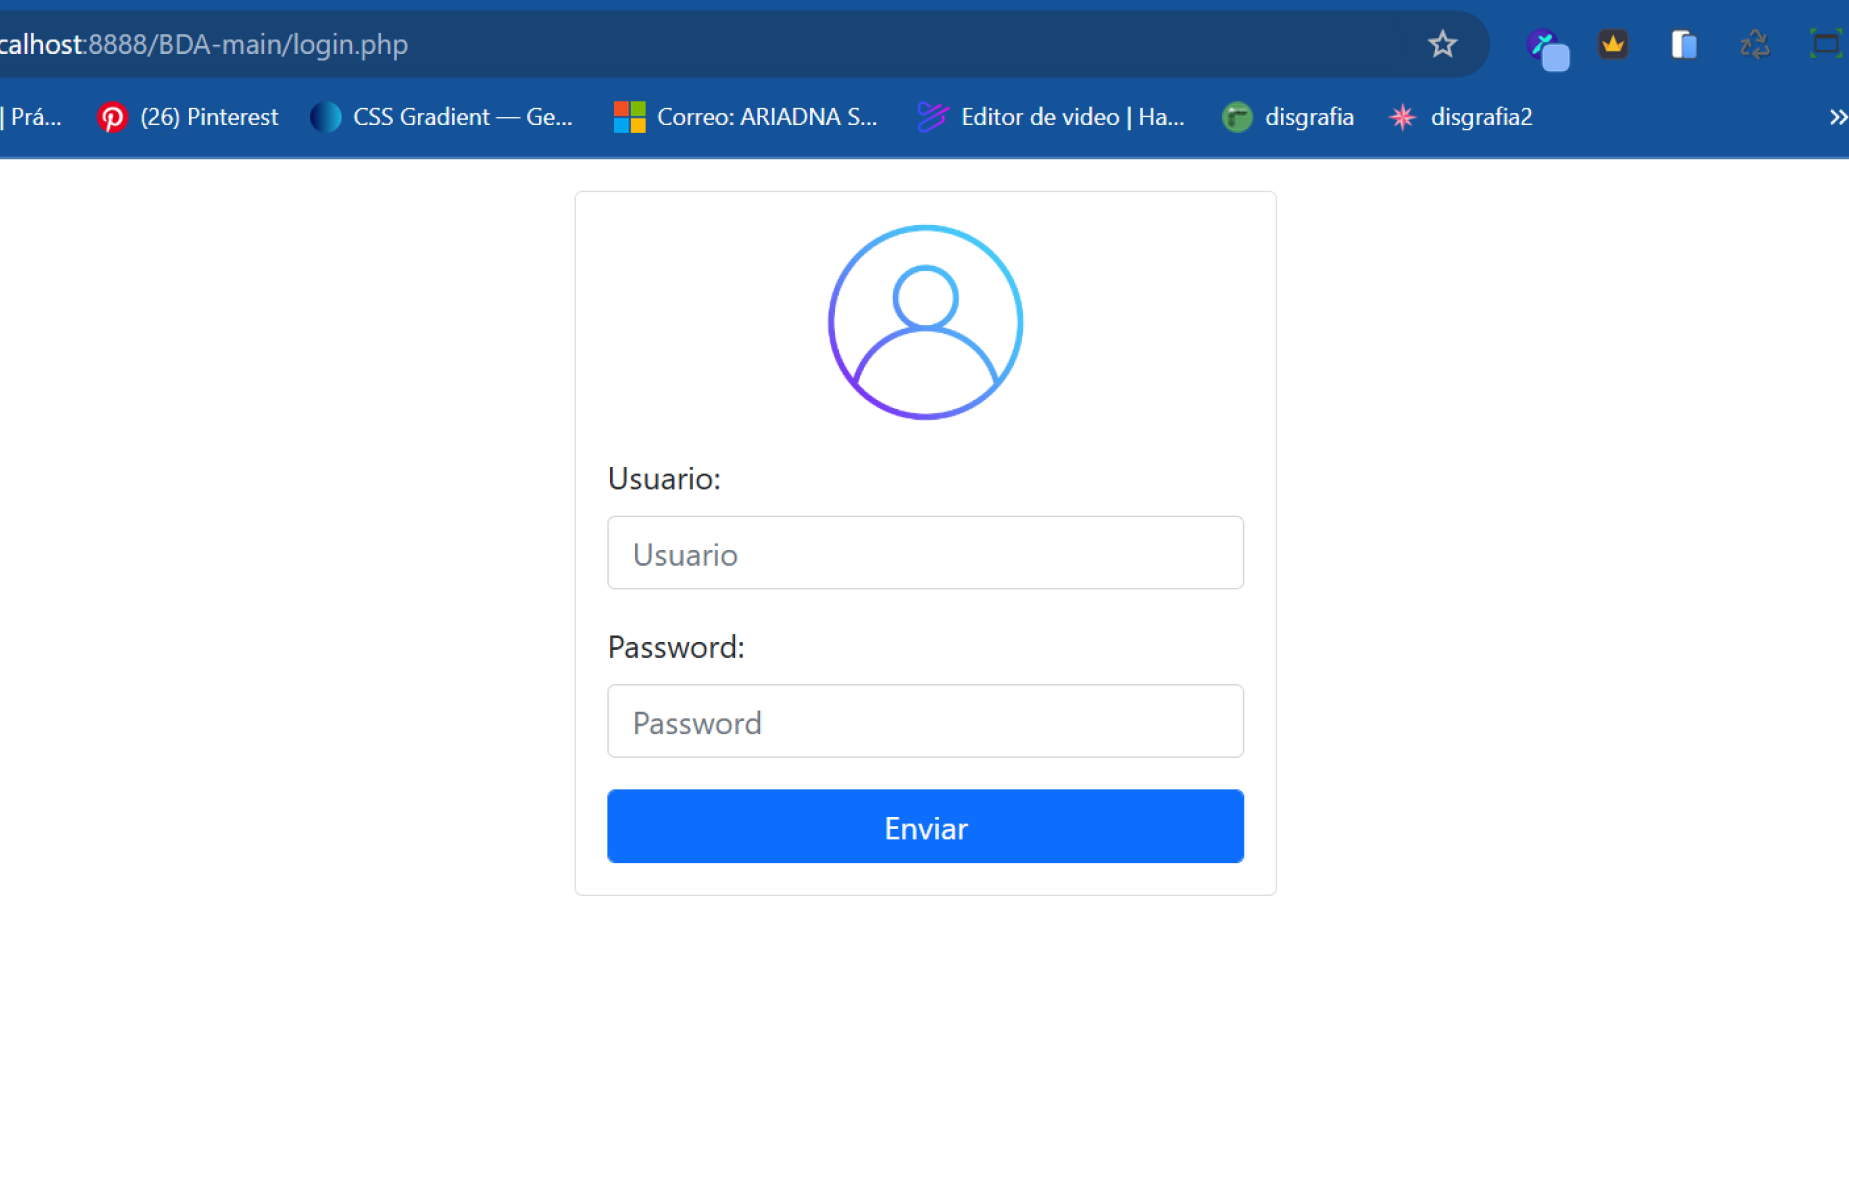 calhost:8888/BDA-main/login.php
| Prá... (26) Pinterest CSS Gradient — Ge... Correo: ARIADNA S... Editor de video | Ha... disgrafia disgrafia2 »
Usuario:
Usuario
Password:
Password
Enviar